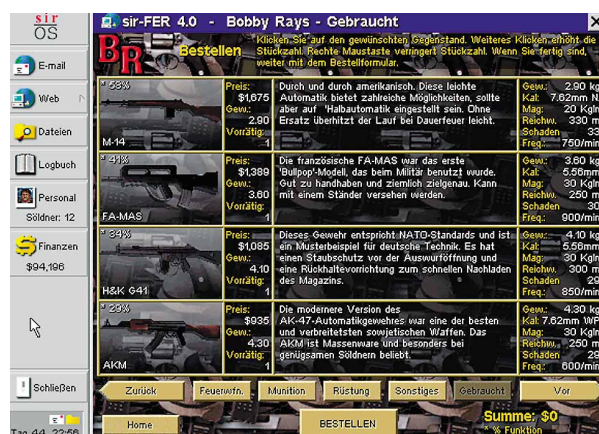 sir
OS
sir-FER 4.0 - Bobby Rays - Gebraucht
E-mail
Web
Dateien
Logbuch
Personal
Söldner: 12
Finanzen
$94,196
Schließen
Tag 44, 22:56
BR
Bestellen
Klicken Sie auf den gewünschten Gegenstand. Weiteres Klicken erhöht die
Stückzahl. Rechte Maustaste verringert Stückzahl. Wenn Sie fertig sind,
weiter mit dem Bestellformular.
* 53%
M-14
Preis:
$1,675
Gew.:
2.90
Vorrätig:
1
Durch und durch amerikanisch. Diese leichte
Automatik bietet zahlreiche Möglichkeiten, sollte
aber auf 'Halbautomatik eingestellt sein. Ohne
Ersatz überhitzt der Lauf bei Dauerfeuer leicht.
Gew.: 2.90 kg
Kal: 7.62mm N
Mag: 20 Kgln
Reichw. 330 m
Schaden 33
Freq.: 750/min
* 41%
FA-MAS
Preis:
$1,389
Gew.:
3.60
Vorrätig:
1
Die französische FA-MAS war das erste
'Bullpop'-Modell, das beim Militär benutzt wurde.
Gut zu handhaben und ziemlich zielgenau. Kann
mit einem Ständer versehen werden.
Gew.: 3.60 kg
Kal: 5.56mm
Mag: 30 Kgln
Reichw. 250 m
Schaden 30
Freq.: 900/min
* 34%
H&K G41
Preis:
$1,085
Gew.:
4.10
Vorrätig:
1
Dieses Gewehr entspricht NATO-Standards und ist
ein Musterbeispiel für deutsche Technik. Es hat
einen Staubschutz vor der Auswurföffnung und
eine Rückhaltevorrichtung zum schnellen Nachladen
des Magazins.
Gew.: 4.10 kg
Kal: 5.56mm
Mag: 30 Kgln
Reichw. 300 m
Schaden 29
Freq.: 850/min
* 29%
AKM
Preis:
$935
Gew.:
4.30
Vorrätig:
1
Die modernere Version des
AK-47-Automatikgewehres war eine der besten
und verbreitetsten sowjetischen Waffen. Das
AKM ist Massenware und besonders bei
genügsamen Söldnern beliebt.
Gew.: 4.30 kg
Kal: 7.62mm WP
Mag: 30 Kgln
Reichw. 250 m
Schaden 29
Freq.: 600/min
Zurück
Feuerwfn.
Munition
Rüstung
Sonstiges
Gebraucht
Vor
Home
BESTELLEN
Summe: $0
* % Funktion